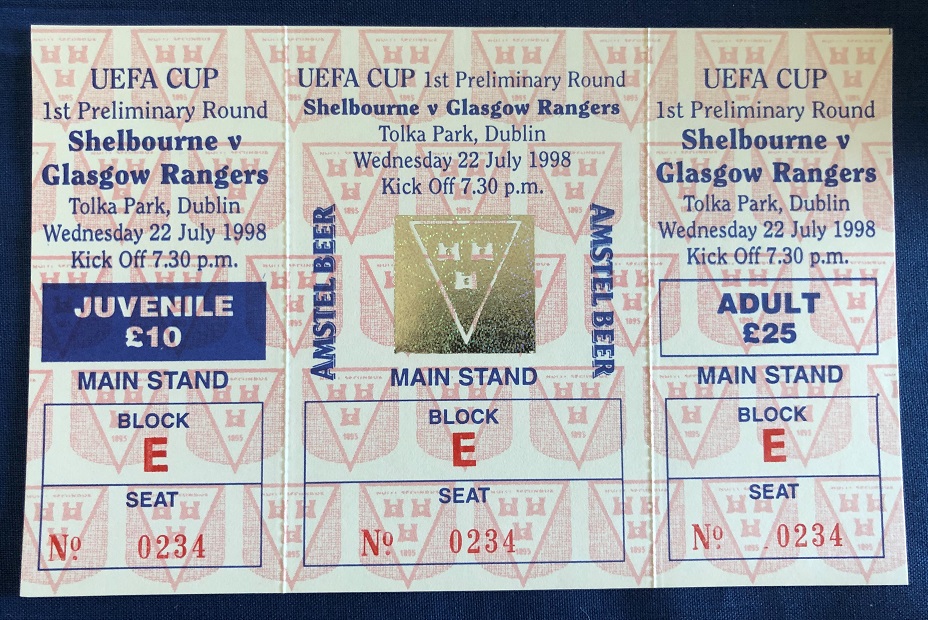 UEFA CUP
1st Preliminary Round
Shelbourne v
Glasgow Rangers
Tolka Park, Dublin
Wednesday 22 July 1998
Kick Off 7.30 p.m.
JUVENILE
£10
MAIN STAND
BLOCK
E
SEAT
Nº 0234
UEFA CUP 1st Preliminary Round
Shelbourne v Glasgow Rangers
Tolka Park, Dublin
Wednesday 22 July 1998
Kick Off 7.30 p.m.
AMSTEL BEER
AMSTEL BEER
MAIN STAND
BLOCK
E
SEAT
Nº 0234
UEFA CUP
1st Preliminary Round
Shelbourne v
Glasgow Rangers
Tolka Park, Dublin
Wednesday 22 July 1998
Kick Off 7.30 p.m.
ADULT
£25
MAIN STAND
BLOCK
E
SEAT
Nº 0234
1895